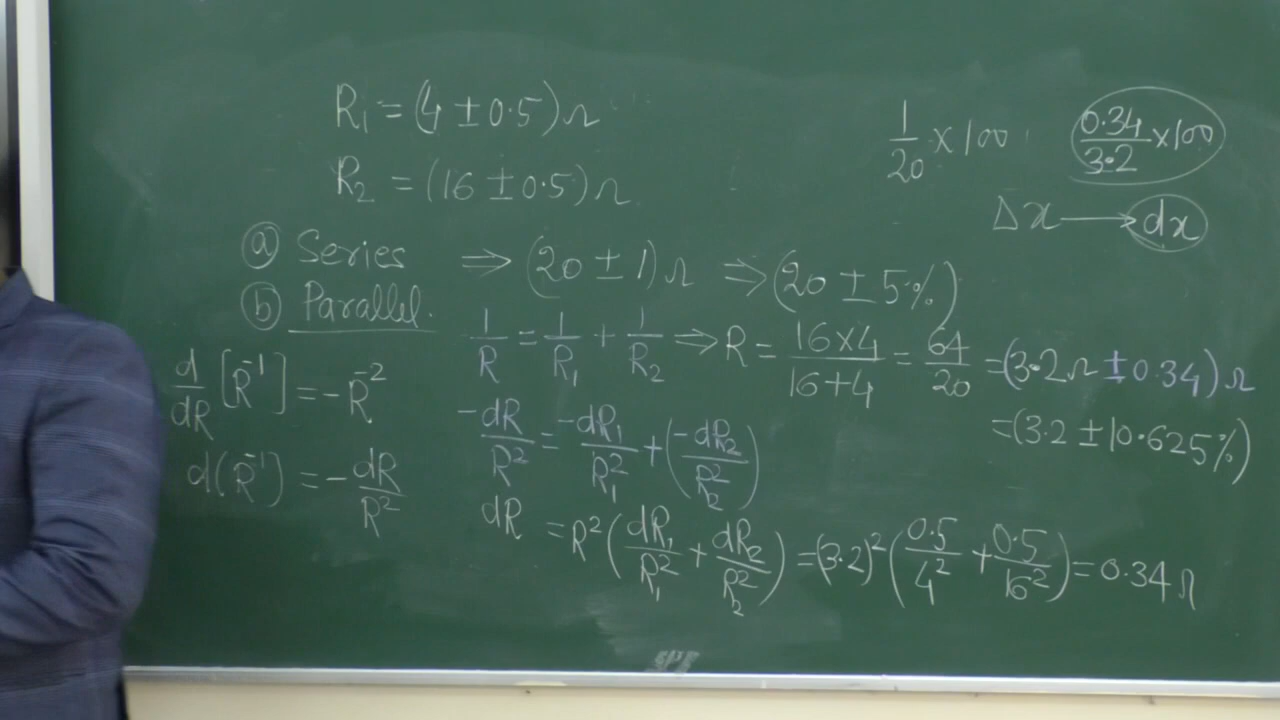 R₁ = (4 ± 0.5) Ω
R₂ = (16 ± 0.5) Ω
1/20 × 100
0.34/3.2 × 100
Δx → dx
(a) Series ⇒ (20 ± 1) Ω ⇒ (20 ± 5%)
(b) Parallel.
1/R = 1/R₁ + 1/R₂ ⇒ R = 16×4/16+4 = 64/20 = (3.2 Ω ± 0.34) Ω
= (3.2 ± 10.625%)
d/dR [R⁻¹] = -R⁻²
d(R⁻¹) = - dR/R²
-dR/R² = -dR₁/R₁² + (-dR₂/R₂²)
dR = R² (dR₁/R₁² + dR₂/R₂²) = (3.2)² (0.5/4² + 0.5/16²) = 0.34 Ω